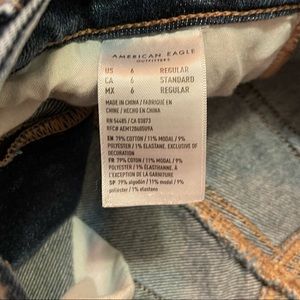 AMERICAN EAGLE
OUTFITTERS
US 6 REGULAR
CA 6 STANDARD
MX 6 REGULAR
MADE IN CHINA / FABRIQUÉ EN
CHINE / HECHO EN CHINA
RN 54485 / CA 03873
RFC# AEM1206059UA
EN 79% COTTON / 11% MODAL / 9%
POLYESTER / 1% ELASTANE, EXCLUSIVE OF
DECORATION
FR 79% COTON / 11% MODAL / 9%
POLYESTER / 1% ÉLASTHANNE, À
L'EXCEPTION DE LA GARNITURE
SP 79% algodón / 11% modal / 9%
poliéster / 1% elastano